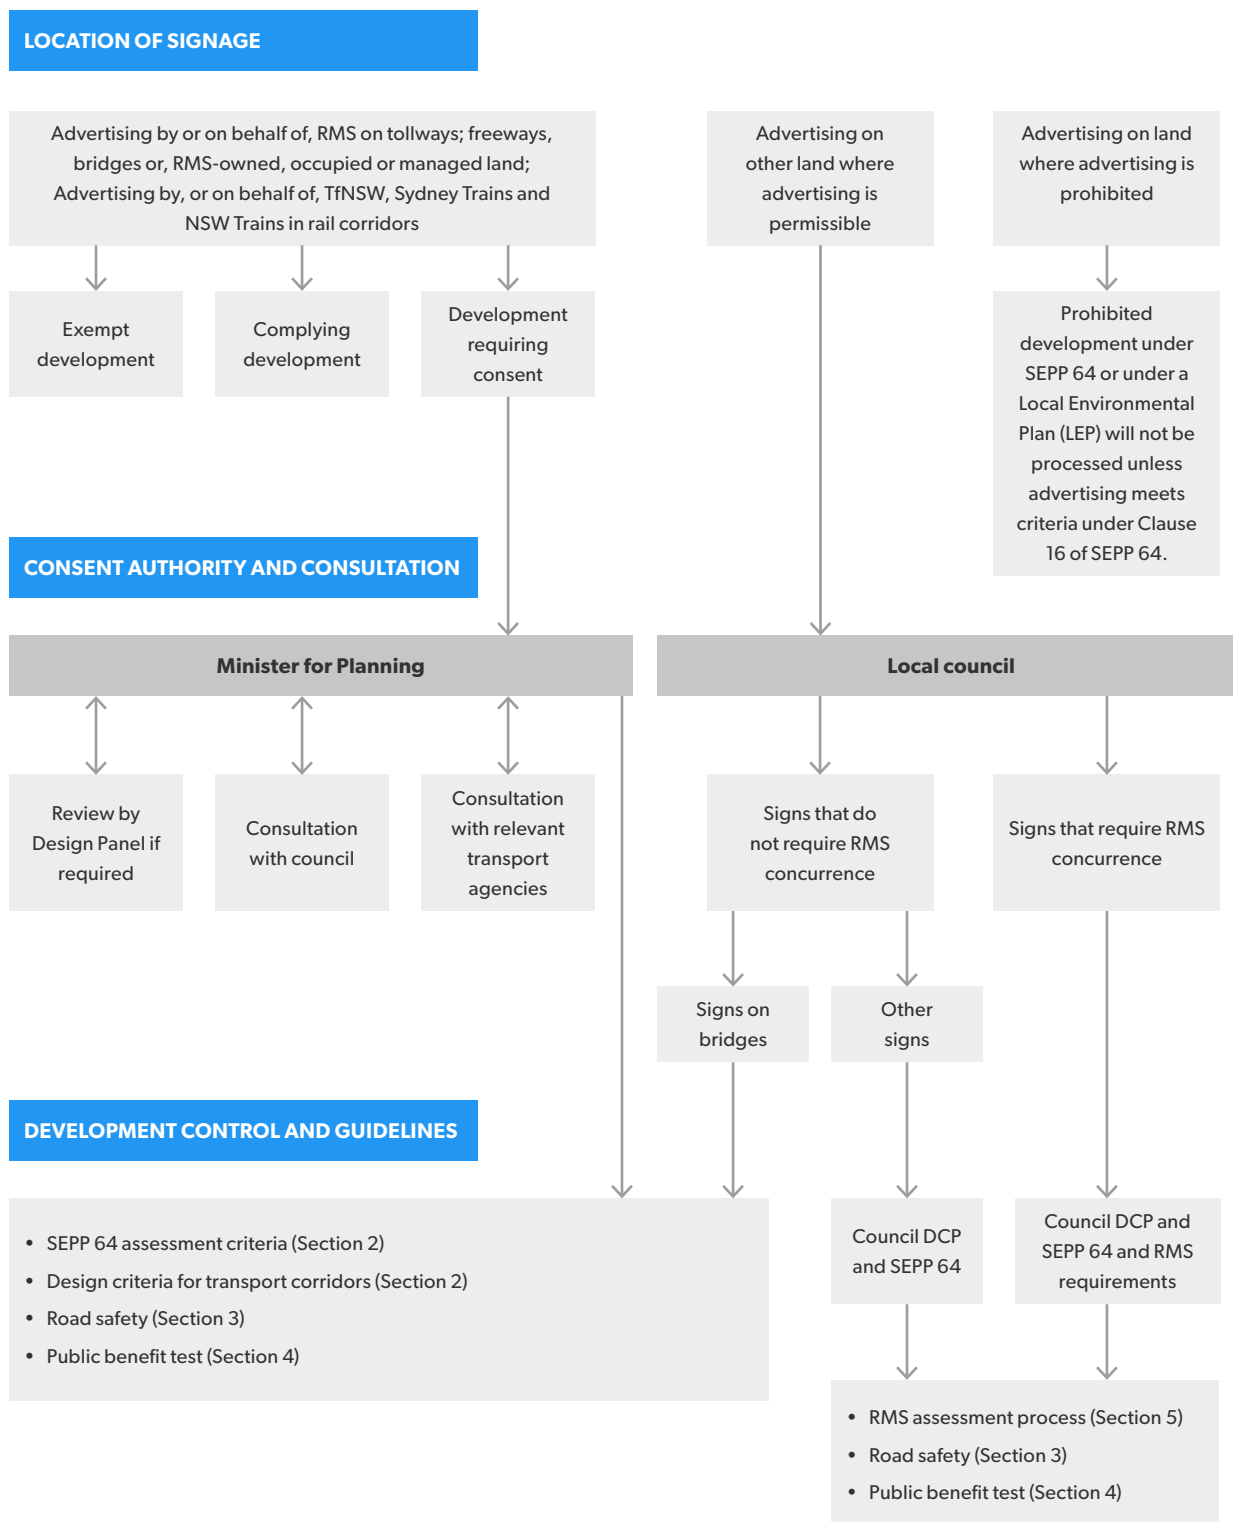 LOCATION OF SIGNAGE
Advertising by or on behalf of, RMS on tollways; freeways,
bridges or, RMS-owned, occupied or managed land;
Advertising by, or on behalf of, TfNSW, Sydney Trains and
NSW Trains in rail corridors
Advertising on
other land where
advertising is
permissible
Advertising on land
where advertising is
prohibited
Exempt
development
Complying
development
Development
requiring
consent
Prohibited
development under
SEPP 64 or under a
Local Environmental
Plan (LEP) will not be
processed unless
advertising meets
criteria under Clause
16 of SEPP 64.
CONSENT AUTHORITY AND CONSULTATION
Minister for Planning
Local council
Review by
Design Panel if
required
Consultation
with council
Consultation
with relevant
transport
agencies
Signs that do
not require RMS
concurrence
Signs that require RMS
concurrence
Signs on
bridges
Other
signs
DEVELOPMENT CONTROL AND GUIDELINES
• SEPP 64 assessment criteria (Section 2)
• Design criteria for transport corridors (Section 2)
• Road safety (Section 3)
• Public benefit test (Section 4)
Council DCP
and SEPP 64
Council DCP and
SEPP 64 and RMS
requirements
• RMS assessment process (Section 5)
• Road safety (Section 3)
• Public benefit test (Section 4)